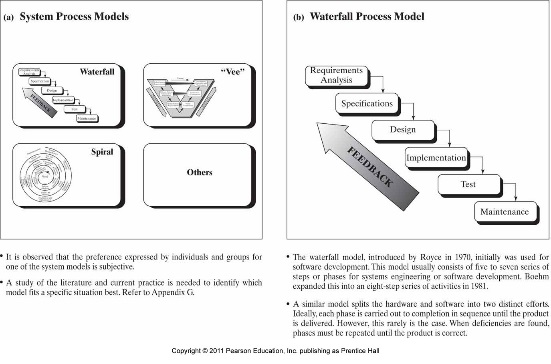 (a) System Process Models
Waterfall
FEEDBACK
"Vee"
Spiral
Others
• It is observed that the preference expressed by individuals and groups for
one of the system models is subjective.
• A study of the literature and current practice is needed to identify which
model fits a specific situation best. Refer to Appendix G.
(b) Waterfall Process Model
Requirements
Analysis
Specifications
Design
Implementation
Test
Maintenance
FEEDBACK
• The waterfall model, introduced by Royce in 1970, initially was used for
software development. This model usually consists of five to seven series of
steps or phases for systems engineering or software development. Boehm
expanded this into an eight-step series of activities in 1981.
• A similar model splits the hardware and software into two distinct efforts.
Ideally, each phase is carried out to completion in sequence until the product
is delivered. However, this rarely is the case. When deficiencies are found,
phases must be repeated until the product is correct.
Copyright © 2011 Pearson Education, Inc. publishing as Prentice Hall